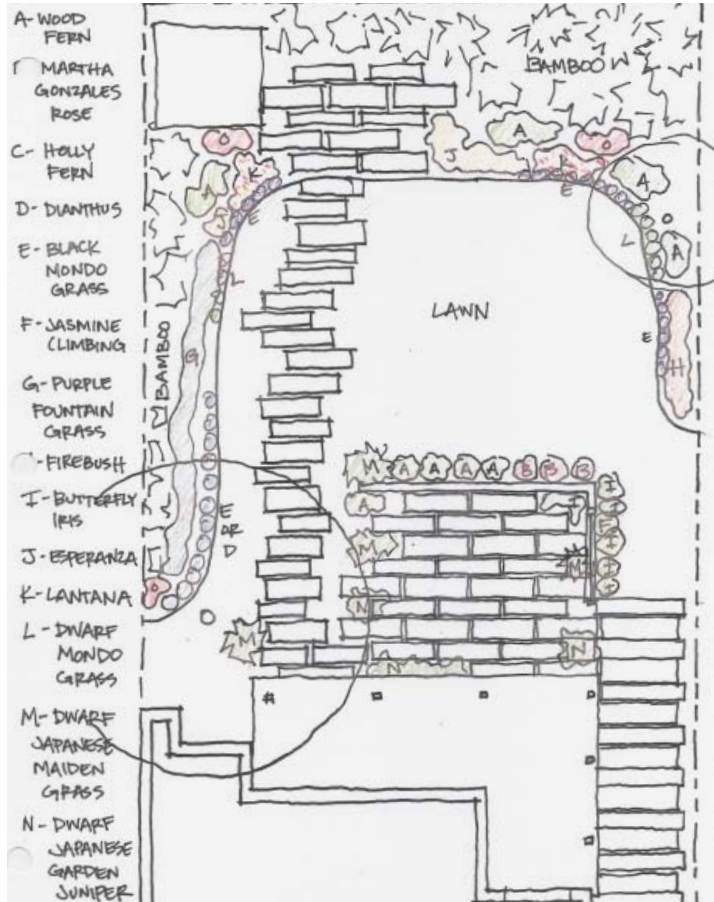 A- WOOD
FERN
MARTHA
GONZALES
ROSE
C- HOLLY
FERN
D- DIANTHUS
E- BLACK
MONDO
GRASS
F- JASMINE
CLIMBING
G- PURPLE
FOUNTAIN
GRASS
- FIREBUSH
I- BUTTERFLY
IRIS
J- ESPERANZA
K- LANTANA
L- DWARF
MONDO
GRASS
M- DWARF
JAPANESE
MAIDEN
GRASS
N- DWARF
JAPANESE
GARDEN
JUNIPER
BAMBOO
O
A
K
J
E
L
G
BAMBOO
E
OR
D
M
J
A
K
O
E
A
L
A
E
H
LAWN
M A A A A B B B
A
M
N
N
M
N
I
I
I
I